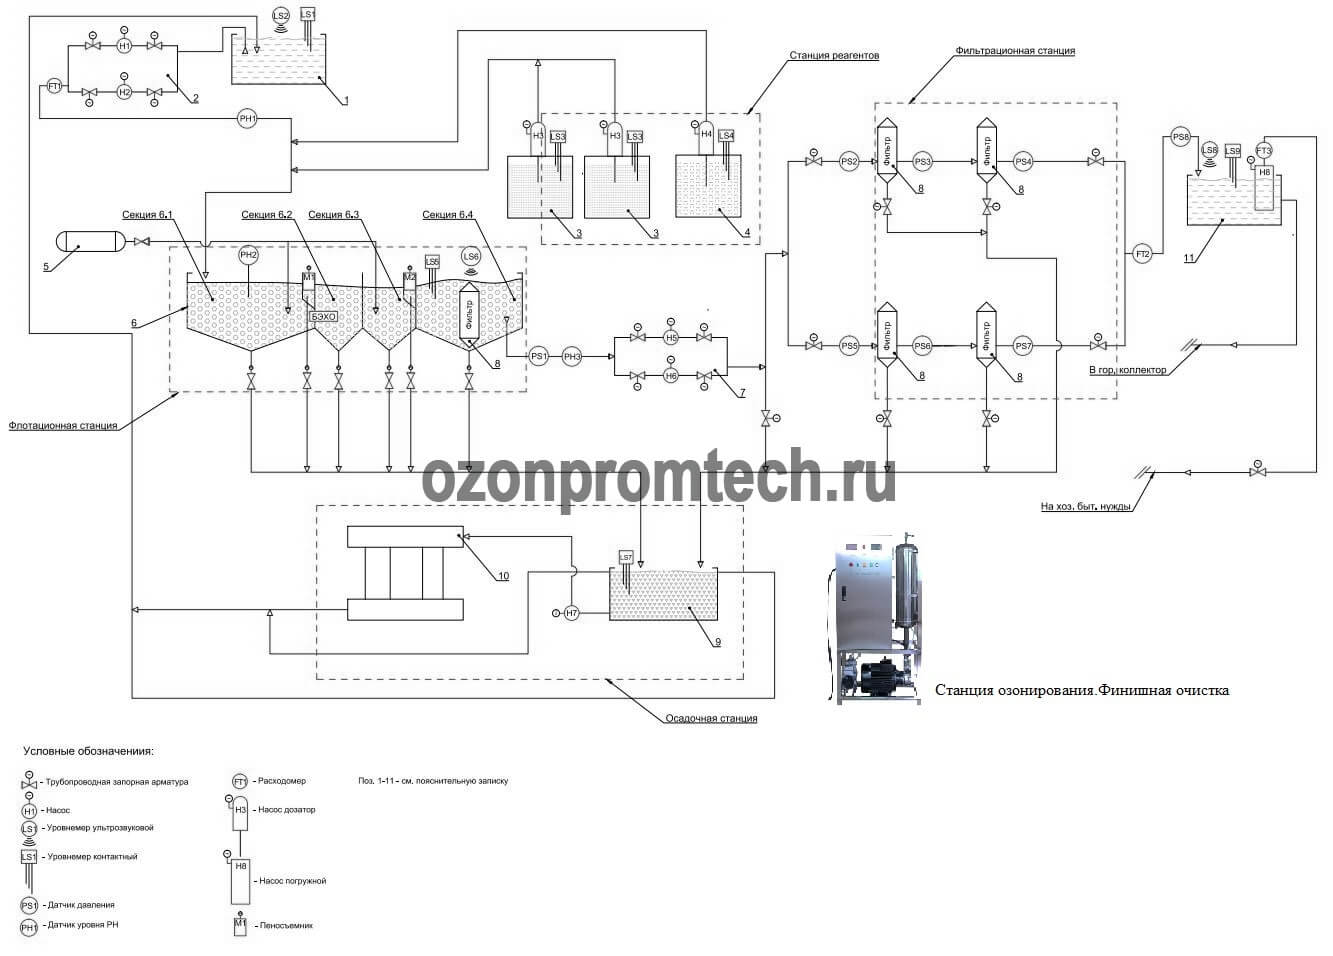 LS2
LS1
H1
H2
FT1
PH1
2
1
Станция реагентов
Фильтрационная станция
H3
LS3
H3
LS3
H4
LS4
3
3
4
PS2
Фильтр
PS3
Фильтр
PS4
8
8
PS8
LS8
LS9
FT3
H8
11
FT2
Секция 6.1
Секция 6.2
Секция 6.3
Секция 6.4
5
PH2
M1
M2
LS5
LS6
БЭХО
Фильтр
6
8
PS1
PH3
H5
H6
7
PS5
Фильтр
PS6
Фильтр
PS7
8
8
В гор, коллектор
Флотационная станция
На хоз. быт. нужды
ozonpromtech.ru
10
LS7
H7
9
Осадочная станция
Станция озонирования.Финишная очистка
Условные обозначениия:
- Трубопроводная запорная арматура
H1 - Насос
LS1 - Уровнемер ультрозвуковой
LS1 - Уровнемер контактный
PS1 - Датчик давления
PH1 - Датчик уровня PH
FT1 - Расходомер
H3 - Насос дозатор
H8 - Насос погружной
M1 - Пеносъемник
Поз. 1-11 - см. пояснительную записку